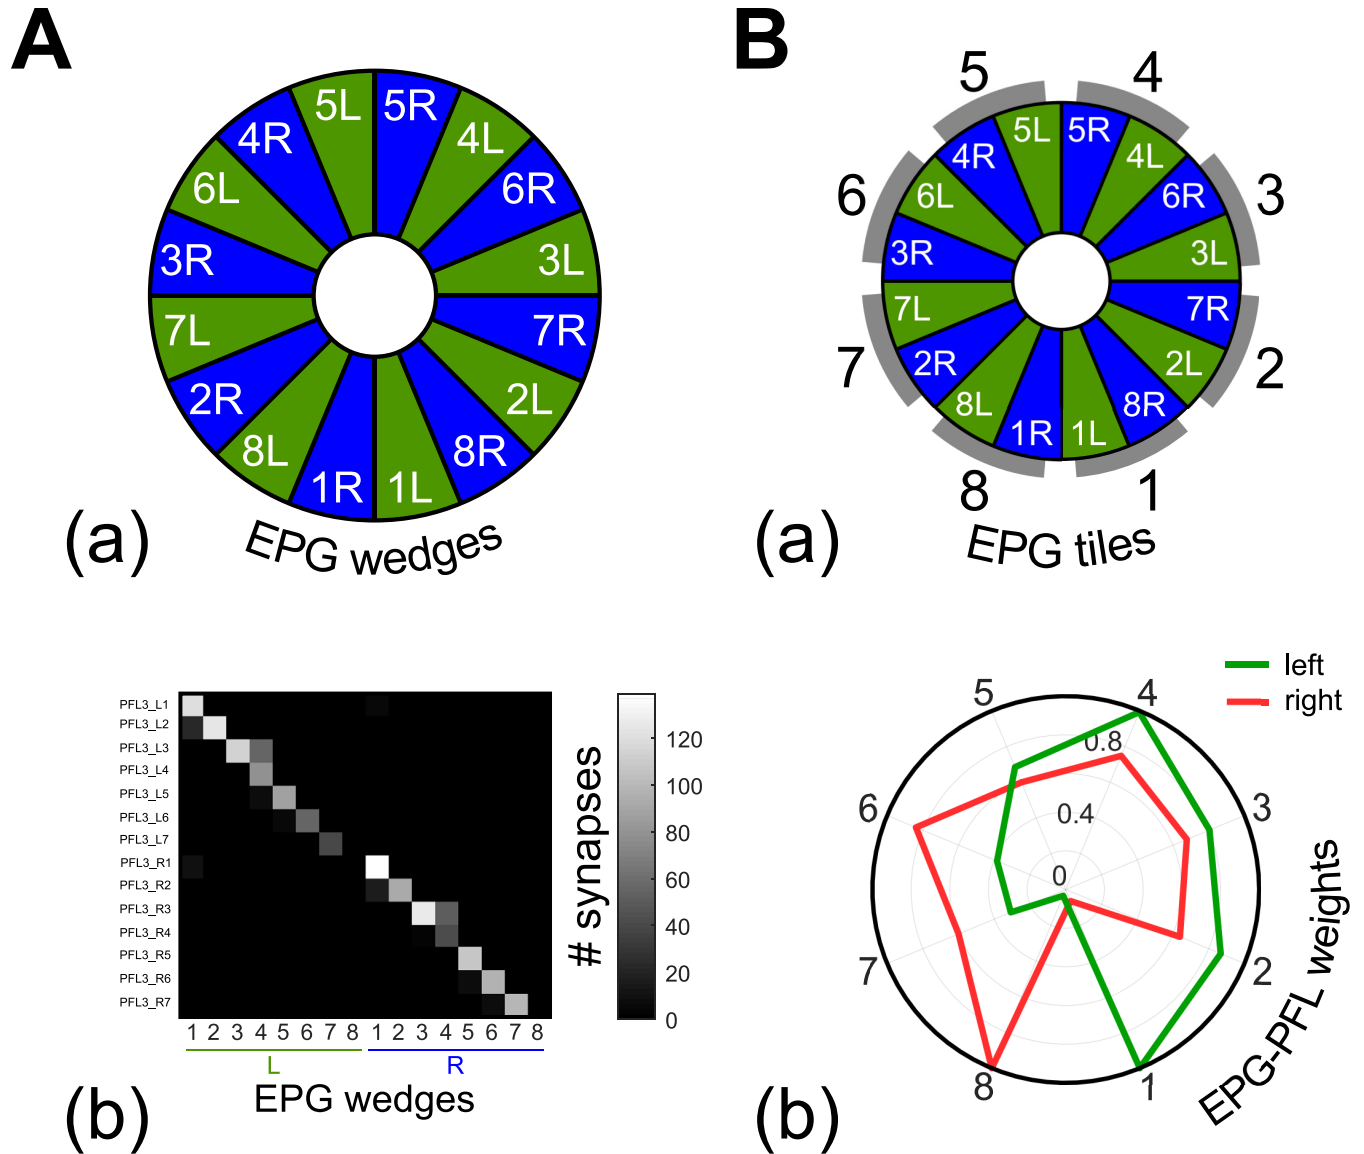 A
5L
5R
4R
4L
6L
6R
3R
3L
7L
7R
2R
2L
8L
8R
1R
1L
(a)
EPG wedges
B
5
4
6
3
7
2
8
1
5L
5R
4R
4L
6L
6R
3R
3L
7L
7R
2R
2L
8L
8R
1R
1L
(a)
EPG tiles
PFL3_L1
PFL3_L2
PFL3_L3
PFL3_L4
PFL3_L5
PFL3_L6
PFL3_L7
PFL3_R1
PFL3_R2
PFL3_R3
PFL3_R4
PFL3_R5
PFL3_R6
PFL3_R7
1 2 3 4 5 6 7 8 1 2 3 4 5 6 7 8
L R
EPG wedges
(b)
# synapses
120
100
80
60
40
20
0
left
right
5
4
0.8
6
3
0.4
0
7
2
8
1
EPG-PFL weights
(b)